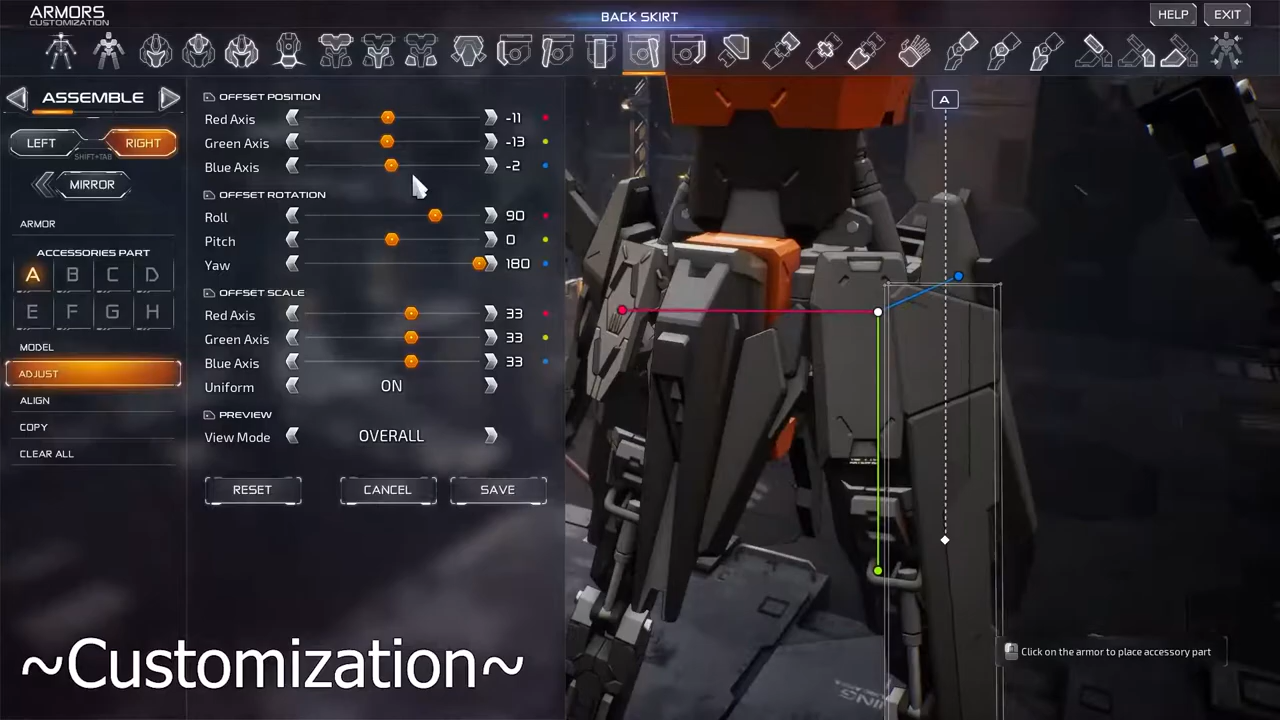 ARMORS
CUSTOMIZATION
BACK SKIRT
HELP
EXIT
ASSEMBLE
LEFT
RIGHT
SHIFT+TAB
MIRROR
ARMOR
ACCESSORIES PART
A B C D
E F G H
MODEL
ADJUST
ALIGN
COPY
CLEAR ALL
OFFSET POSITION
Red Axis -11
Green Axis -13
Blue Axis -2
OFFSET ROTATION
Roll 90
Pitch 0
Yaw 180
OFFSET SCALE
Red Axis 33
Green Axis 33
Blue Axis 33
Uniform ON
PREVIEW
View Mode OVERALL
RESET
CANCEL
SAVE
A
Click on the armor to place accessory part
~Customization~